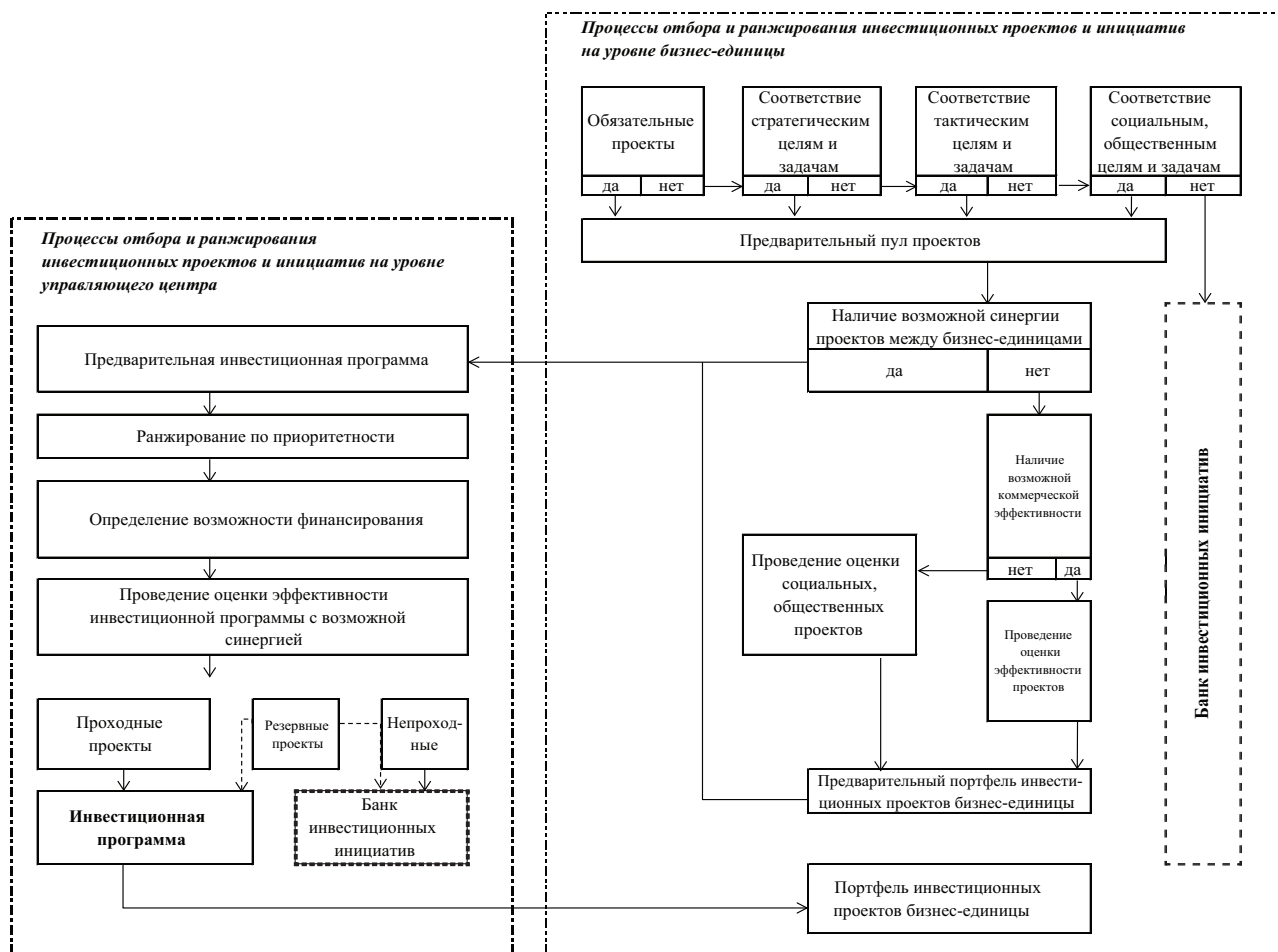 Процессы отбора и ранжирования инвестиционных проектов и инициатив
на уровне бизнес-единицы
Обязательные
проекты
да
нет
Соответствие
стратегическим
целям и
задачам
да
нет
Соответствие
тактическим
целям и
задачам
да
нет
Соответствие
социальным,
общественным
целям и задачам
да
нет
Предварительный пул проектов
Наличие возможной синергии
проектов между бизнес-единицами
да
нет
Наличие
возможной
коммерческой
эффективности
нет
да
Проведение оценки
социальных,
общественных
проектов
Проведение
оценки
эффективности
проектов
Предварительный портфель инвести-
ционных проектов бизнес-единицы
Портфель инвестиционных
проектов бизнес-единицы
Банк инвестиционных инициатив
Процессы отбора и ранжирования
инвестиционных проектов и инициатив на уровне
управляющего центра
Предварительная инвестиционная программа
Ранжирование по приоритетности
Определение возможности финансирования
Проведение оценки эффективности
инвестиционной программы с возможной
синергией
Проходные
проекты
Резервные
проекты
Непроход-
ные
Инвестиционная
программа
Банк
инвестиционных
инициатив